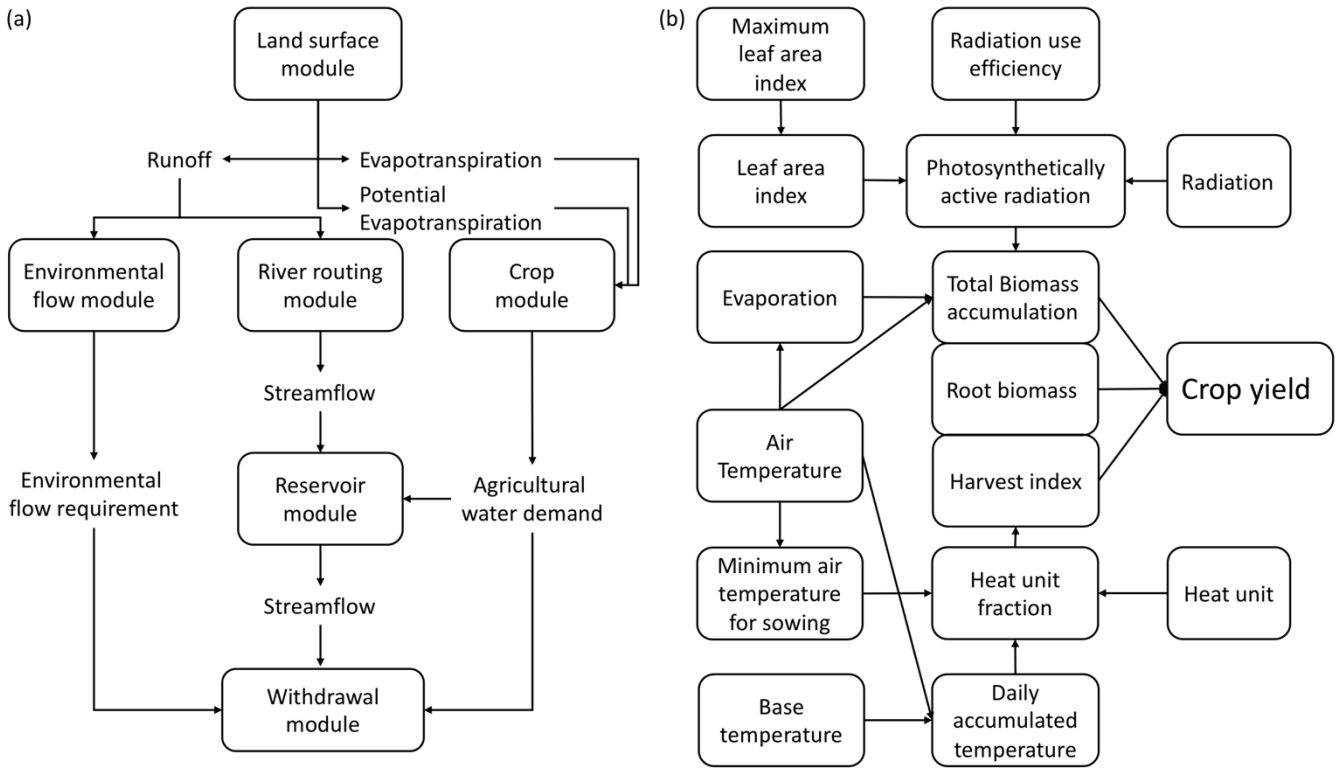 (a)
Land surface
module
Runoff
Evapotranspiration
Potential
Evapotranspiration
Environmental
flow module
River routing
module
Crop
module
Streamflow
Environmental
flow requirement
Reservoir
module
Agricultural
water demand
Streamflow
Withdrawal
module
(b)
Maximum
leaf area
index
Radiation use
efficiency
Leaf area
index
Photosynthetically
active radiation
Radiation
Evaporation
Total Biomass
accumulation
Root biomass
Crop yield
Air
Temperature
Harvest index
Minimum air
temperature
for sowing
Heat unit
fraction
Heat unit
Base
temperature
Daily
accumulated
temperature